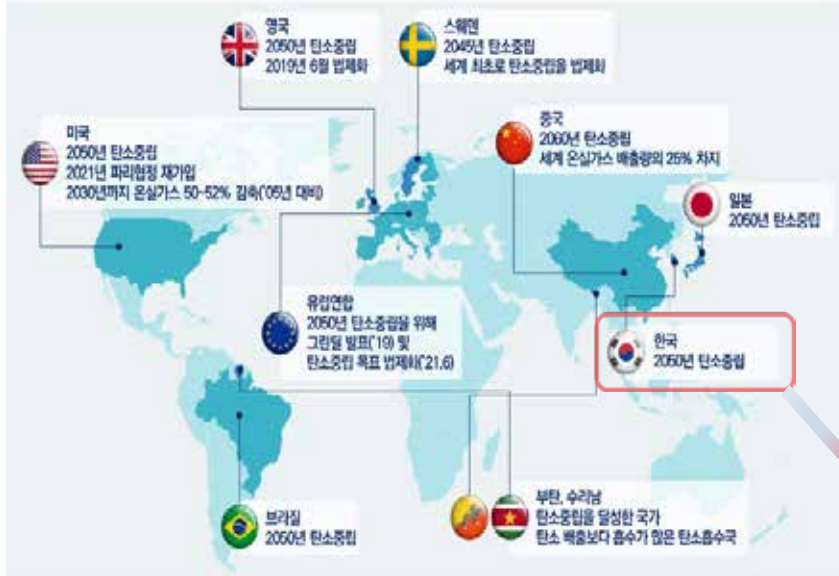 영국
2050년 탄소중립
2019년 6월 법제화
스웨덴
2045년 탄소중립
세계 최초로 탄소중립을 법제화
미국
2050년 탄소중립
2021년 파리협정 재가입
2030년까지 온실가스 50-52% 감축('05년 대비)
중국
2060년 탄소중립
세계 온실가스 배출량의 25% 차지
일본
2050년 탄소중립
유럽연합
2050년 탄소중립을 위해
그린딜 발표('19) 및
탄소중립 목표 법제화('21.6)
한국
2050년 탄소중립
브라질
2050년 탄소중립
부탄, 수리남
탄소중립을 달성한 국가
탄소 배출보다 흡수가 많은 탄소흡수국